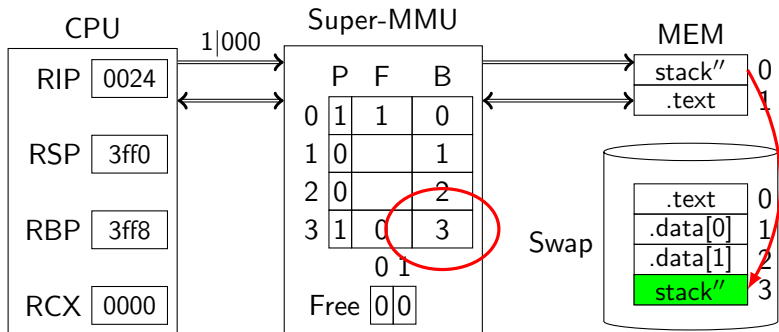 CPU
Super-MMU
MEM
1|000
RIP 0024
RSP 3ff0
RBP 3ff8
RCX 0000
P F B
0 1 1 0
1 0 1
2 0 2
3 1 0 3
0 1
Free 0 0
stack″ 0
.text 1
Swap
.text 0
.data[0] 1
.data[1] 2
stack″ 3